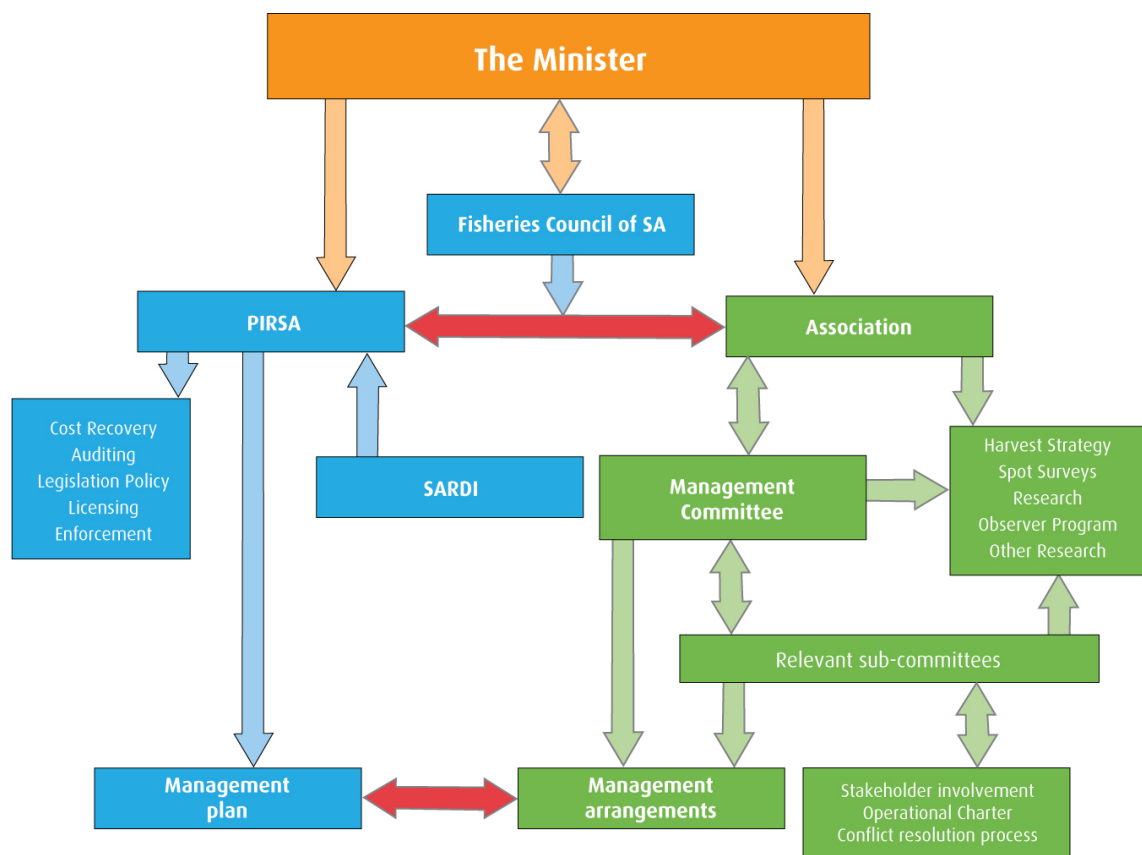 The Minister
Fisheries Council of SA
PIRSA
Association
Cost Recovery
Auditing
Legislation Policy
Licensing
Enforcement
SARDI
Management
Committee
Harvest Strategy
Spot Surveys
Research
Observer Program
Other Research
Relevant sub-committees
Management
plan
Management
arrangements
Stakeholder involvement
Operational Charter
Conflict resolution process